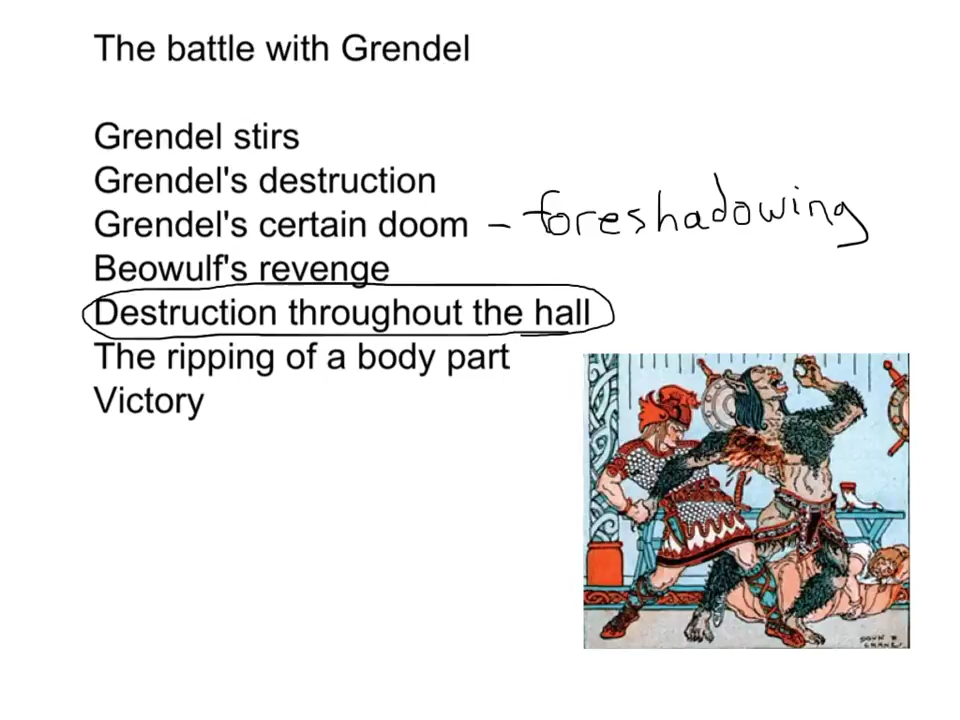 The battle with Grendel
Grendel stirs
Grendel's destruction
Grendel's certain doom – foreshadowing
Beowulf's revenge
Destruction throughout the hall
The ripping of a body part
Victory